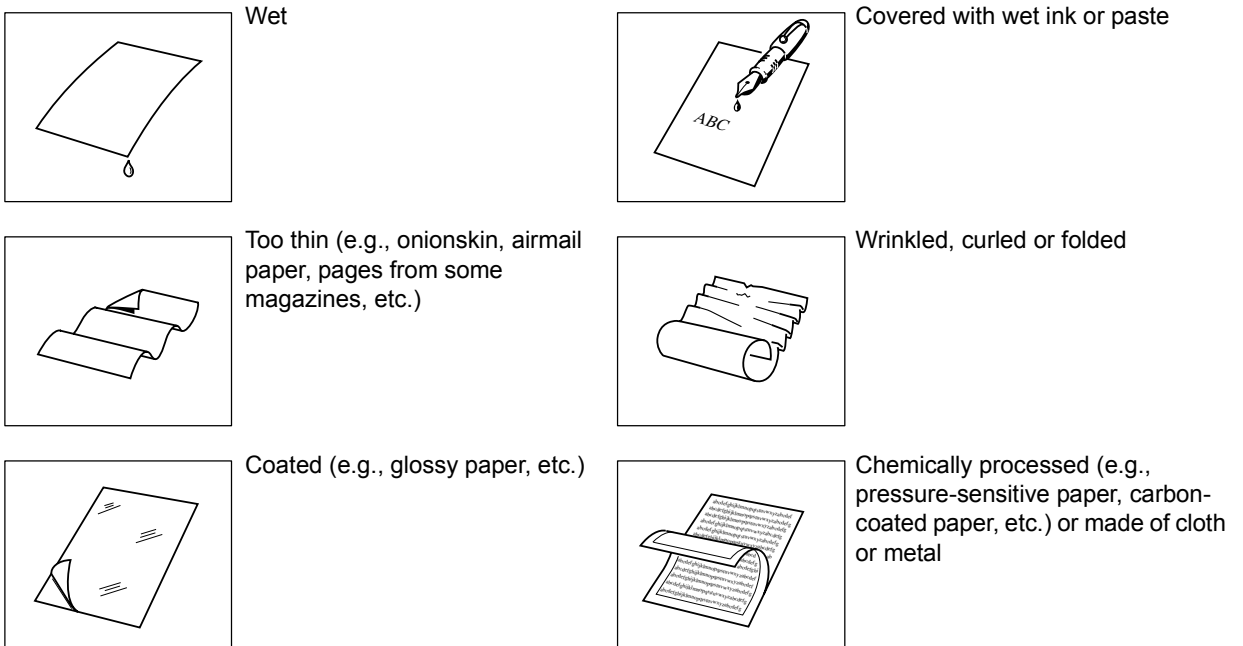 Wet
Covered with wet ink or paste
ABC
Too thin (e.g., onionskin, airmail
paper, pages from some
magazines, etc.)
Wrinkled, curled or folded
Coated (e.g., glossy paper, etc.)
Chemically processed (e.g.,
pressure-sensitive paper, carbon-
coated paper, etc.) or made of cloth
or metal